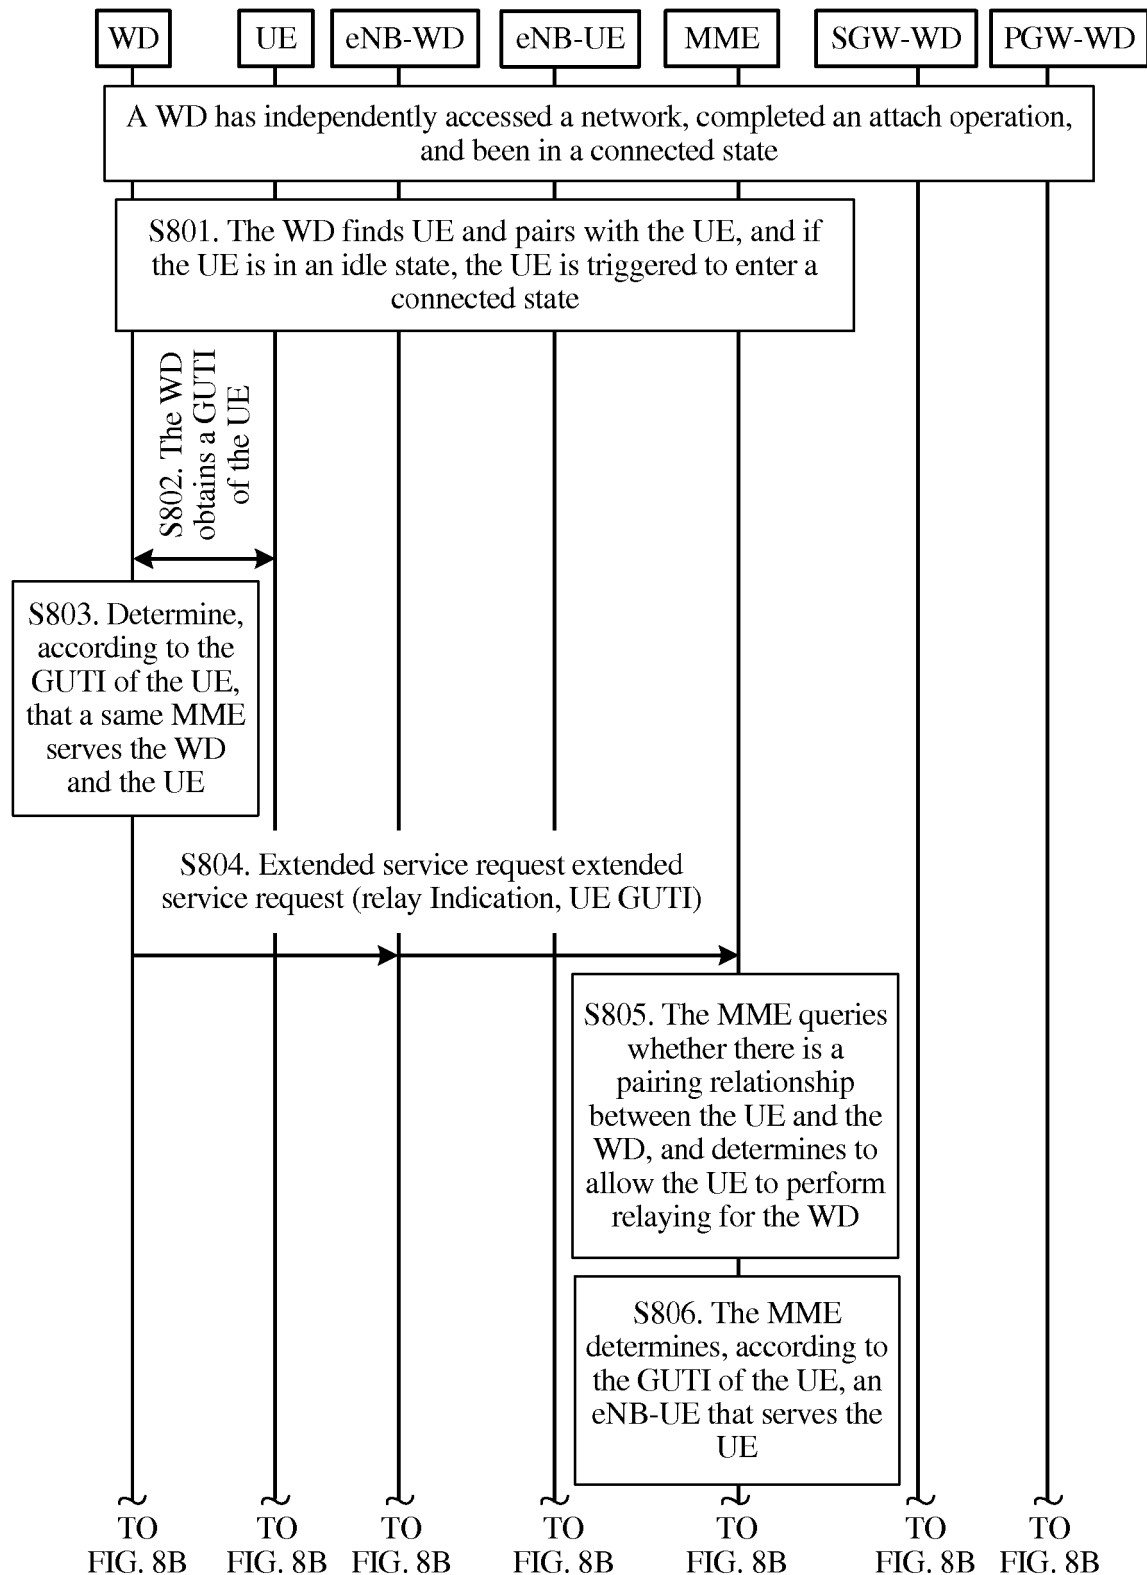 WD UE eNB-WD eNB-UE MME SGW-WD PGW-WD
A WD has independently accessed a network, completed an attach operation,
and been in a connected state
S801. The WD finds UE and pairs with the UE, and if
the UE is in an idle state, the UE is triggered to enter a
connected state
S802. The WD
obtains a GUTI
of the UE
S803. Determine,
according to the
GUTI of the UE,
that a same MME
serves the WD
and the UE
S804. Extended service request extended
service request (relay Indication, UE GUTI)
S805. The MME queries
whether there is a
pairing relationship
between the UE and the
WD, and determines to
allow the UE to perform
relaying for the WD
S806. The MME
determines, according to
the GUTI of the UE, an
eNB-UE that serves the
UE
TO TO TO TO TO TO TO
FIG. 8B FIG. 8B FIG. 8B FIG. 8B FIG. 8B FIG. 8B FIG. 8B